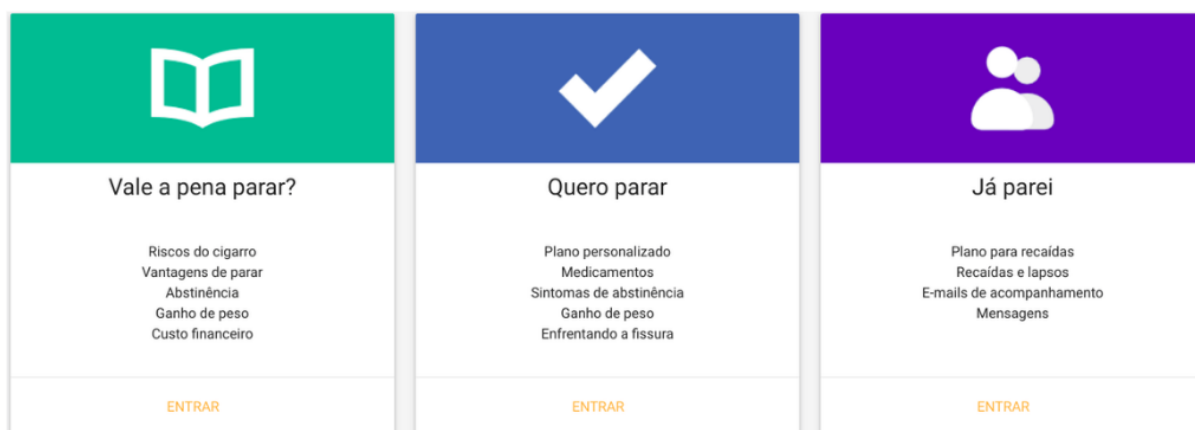 Vale a pena parar?
Riscos do cigarro
Vantagens de parar
Abstinência
Ganho de peso
Custo financeiro
ENTRAR
Quero parar
Plano personalizado
Medicamentos
Sintomas de abstinência
Ganho de peso
Enfrentando a fissura
ENTRAR
Já parei
Plano para recaídas
Recaídas e lapsos
E-mails de acompanhamento
Mensagens
ENTRAR